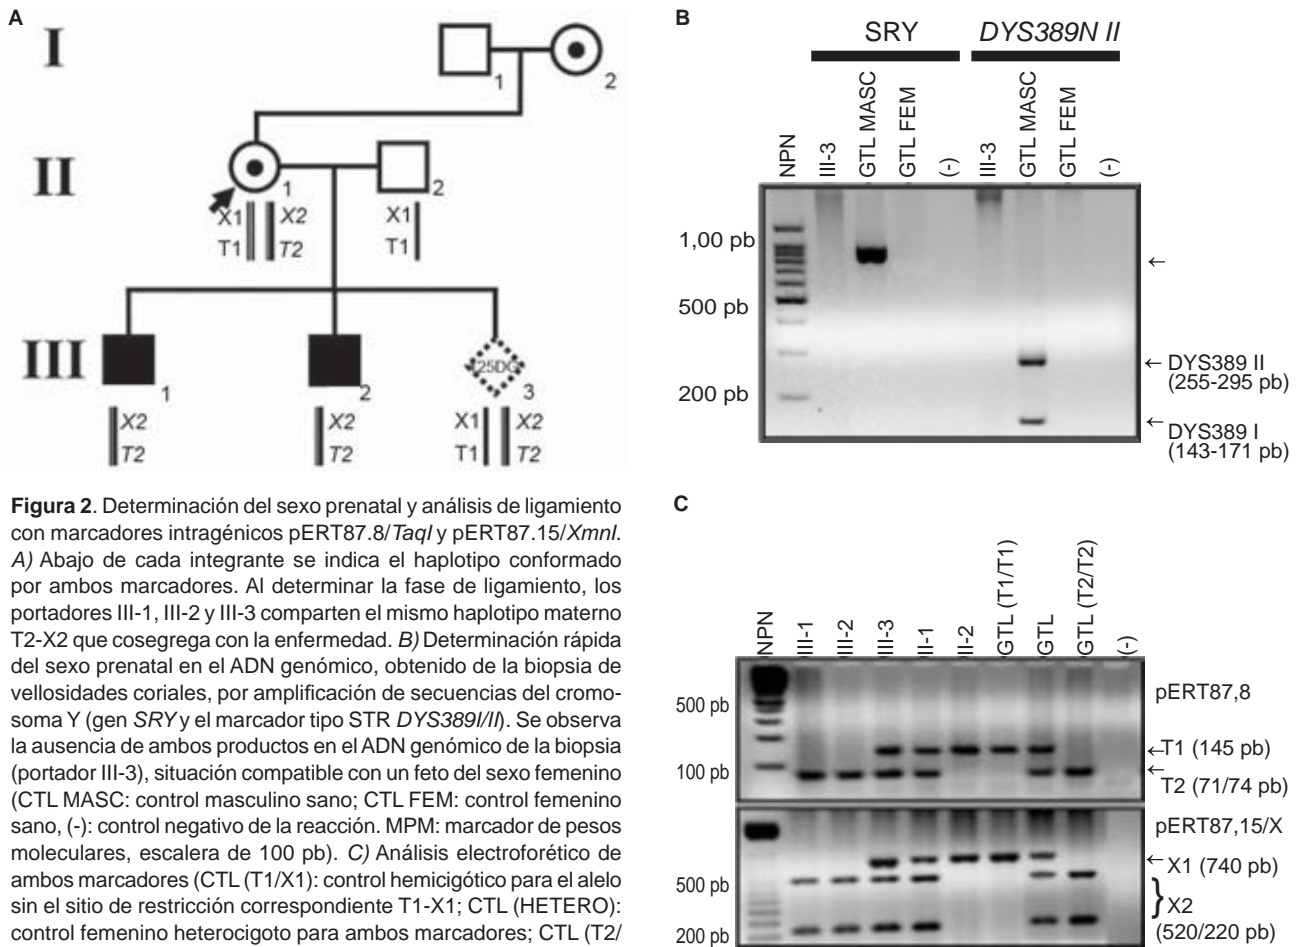 A
I
1
2
II
1
2
X1
X2
T1
T2
X1
T1
III
1
2
3
X2
T2
X2
T2
X1
X2
T1
T2
Figura 2. Determinación del sexo prenatal y análisis de ligamiento
con marcadores intragénicos pERT87.8/TaqI y pERT87.15/XmnI.
A) Abajo de cada integrante se indica el haplotipo conformado
por ambos marcadores. Al determinar la fase de ligamiento, los
portadores III-1, III-2 y III-3 comparten el mismo haplotipo materno
T2-X2 que cosegrega con la enfermedad. B) Determinación rápida
del sexo prenatal en el ADN genómico, obtenido de la biopsia de
vellosidades coriales, por amplificación de secuencias del cromo-
soma Y (gen SRY y el marcador tipo STR DYS389I/II). Se observa
la ausencia de ambos productos en el ADN genómico de la biopsia
(portador III-3), situación compatible con un feto del sexo femenino
(CTL MASC: control masculino sano; CTL FEM: control femenino
sano, (-): control negativo de la reacción. MPM: marcador de pesos
moleculares, escalera de 100 pb). C) Análisis electroforético de
ambos marcadores (CTL (T1/X1): control hemicigótico para el alelo
sin el sitio de restricción correspondiente T1-X1; CTL (HETERO):
control femenino heterocigoto para ambos marcadores; CTL (T2/
B
SRY
DYS389N II
NPN
III-3
GTL MASC
GTL FEM
(-)
III-3
GTL MASC
GTL FEM
(-)
1,00 pb
500 pb
200 pb
←
← DYS389 II
(255-295 pb)
← DYS389 I
(143-171 pb)
C
NPN
III-1
III-2
III-3
II-1
II-2
GTL (T1/T1)
GTL
GTL (T2/T2)
(-)
500 pb
100 pb
pERT87,8
←T1 (145 pb)
←
T2 (71/74 pb)
pERT87,15/X
← X1 (740 pb)
500 pb
} X2
200 pb
(520/220 pb)